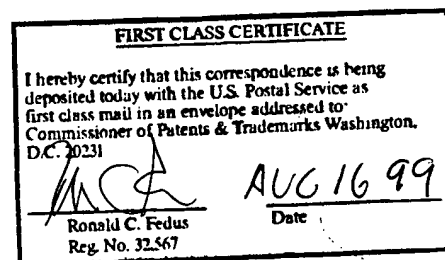 FIRST CLASS CERTIFICATE
I hereby certify that this correspondence is being
deposited today with the U.S. Postal Service as
first class mail in an envelope addressed to:
Commissioner of Patents & Trademarks Washington,
D.C. 20231
AUG 16 99
Ronald C. Fedus
Date
Reg. No. 32,567